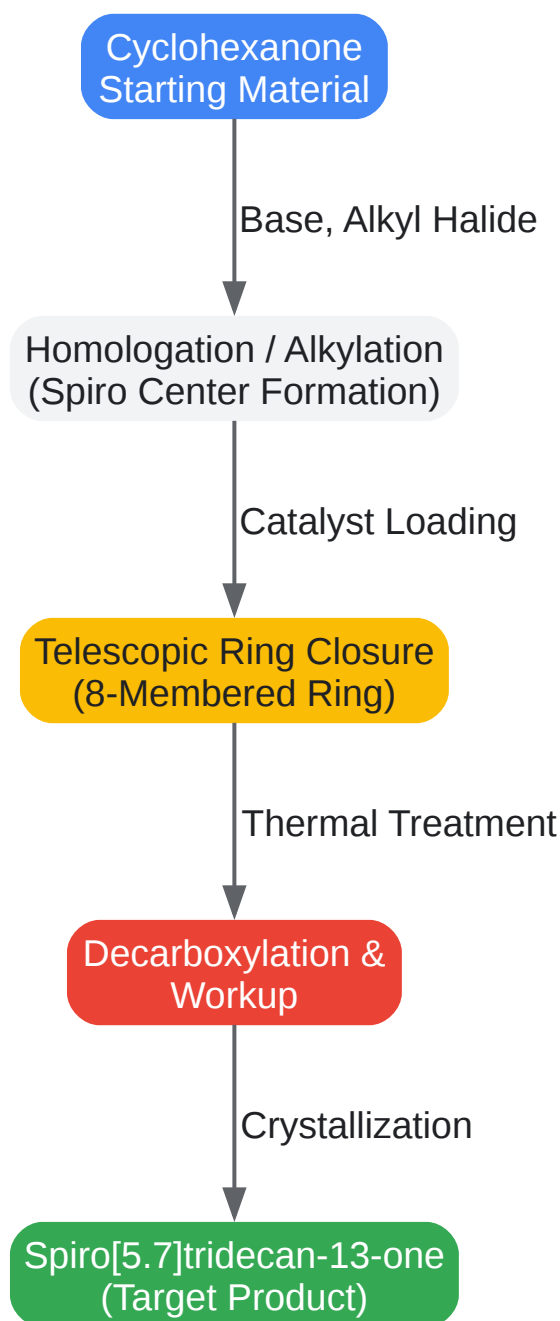 Cyclohexanone
Starting Material
Base, Alkyl Halide
Homologation / Alkylation
(Spiro Center Formation)
Catalyst Loading
Telescopic Ring Closure
(8-Membered Ring)
Thermal Treatment
Decarboxylation &
Workup
Crystallization
Spiro[5.7]tridecan-13-one
(Target Product)